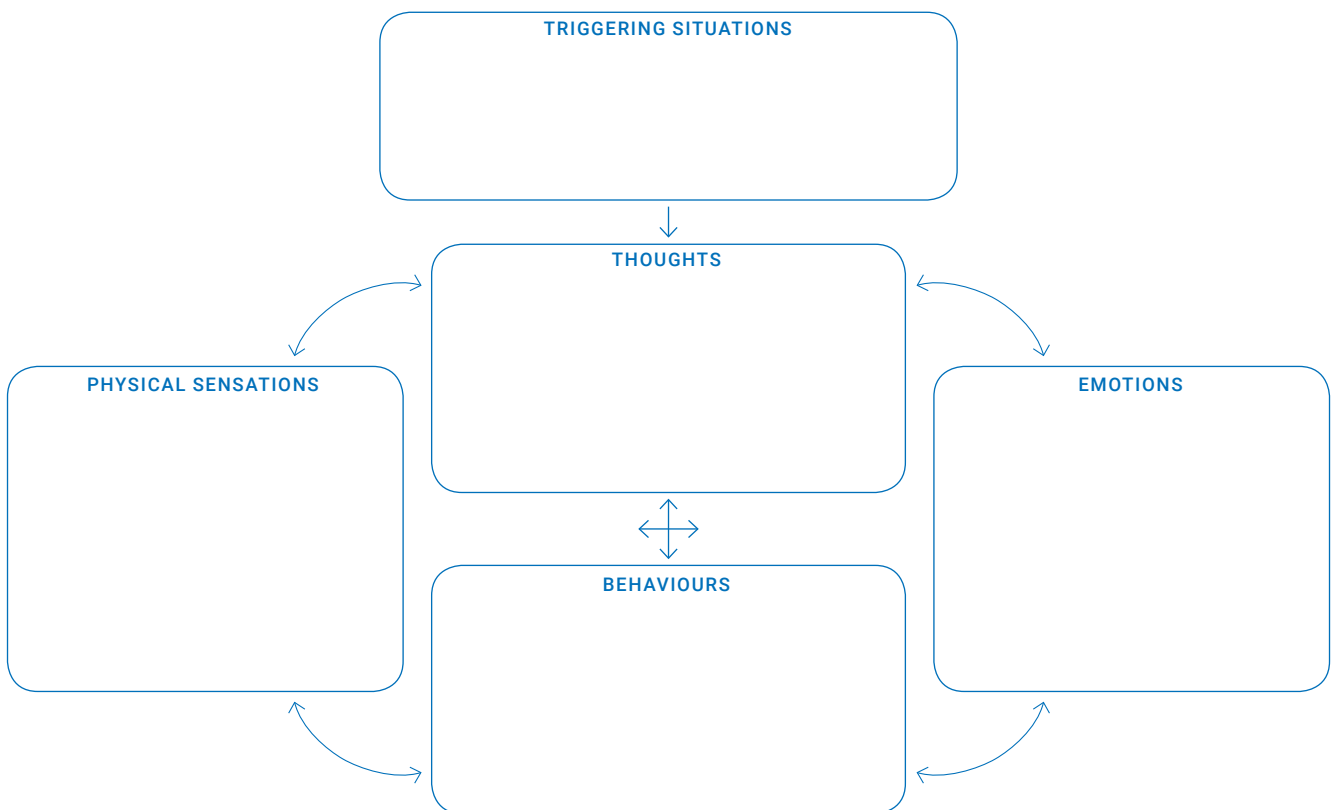 TRIGGERING SITUATIONS
THOUGHTS
PHYSICAL SENSATIONS
EMOTIONS
BEHAVIOURS